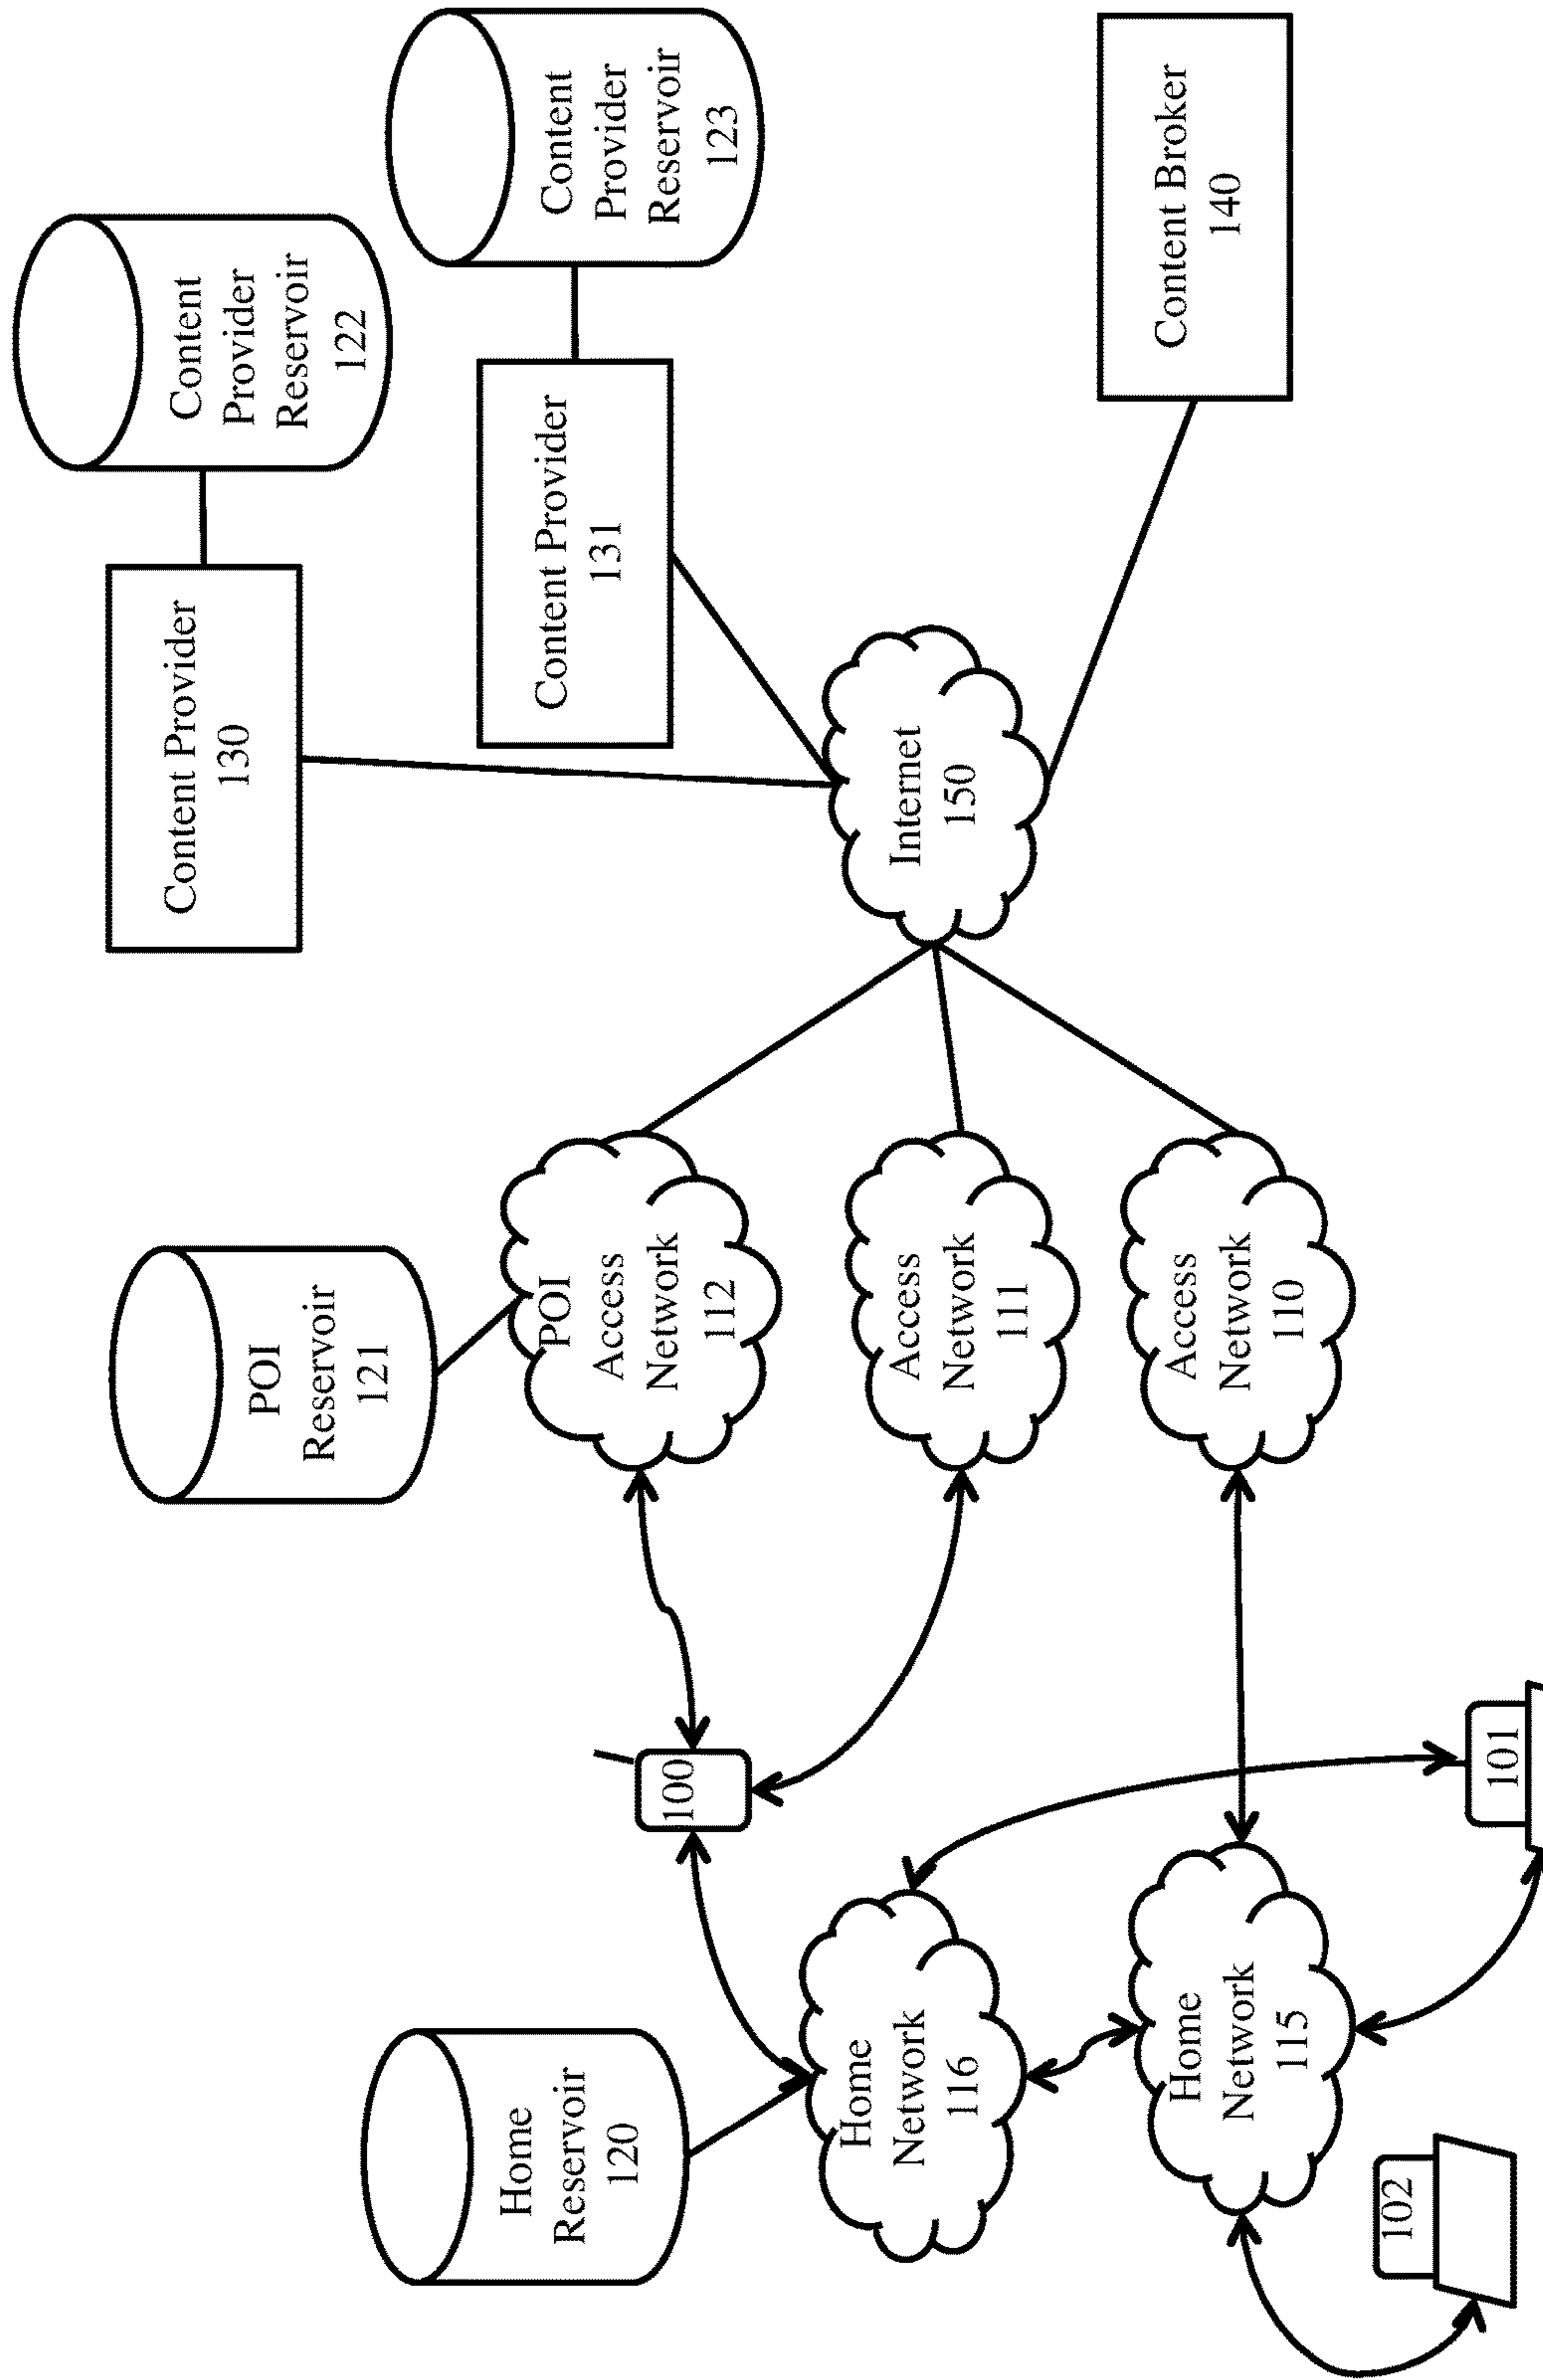 Content
Provider
Reservoir
122
Content
Provider
Reservoir
123
Content Provider
130
Content Provider
131
Content Broker
140
Internet
150
POI
Reservoir
121
POI
Access
Network
112
Access
Network
111
Access
Network
110
100
101
Home
Reservoir
120
Home
Network
116
Home
Network
115
102